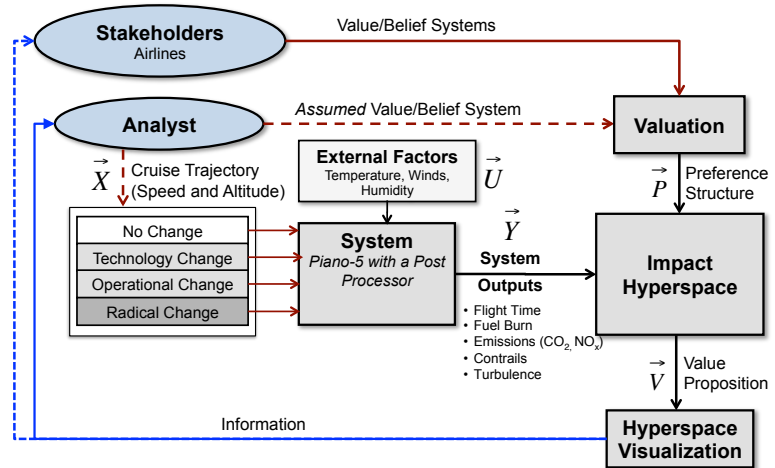 Stakeholders
Airlines
Value/Belief Systems
Analyst
Assumed Value/Belief System
Valuation
X
Cruise Trajectory
(Speed and Altitude)
External Factors
Temperature, Winds,
Humidity
U
P
Preference
Structure
No Change
Technology Change
Operational Change
Radical Change
System
Piano-5 with a Post
Processor
Y
System
Outputs
• Flight Time
• Fuel Burn
• Emissions (CO2, NOx)
• Contrails
• Turbulence
Impact
Hyperspace
V
Value
Proposition
Information
Hyperspace
Visualization